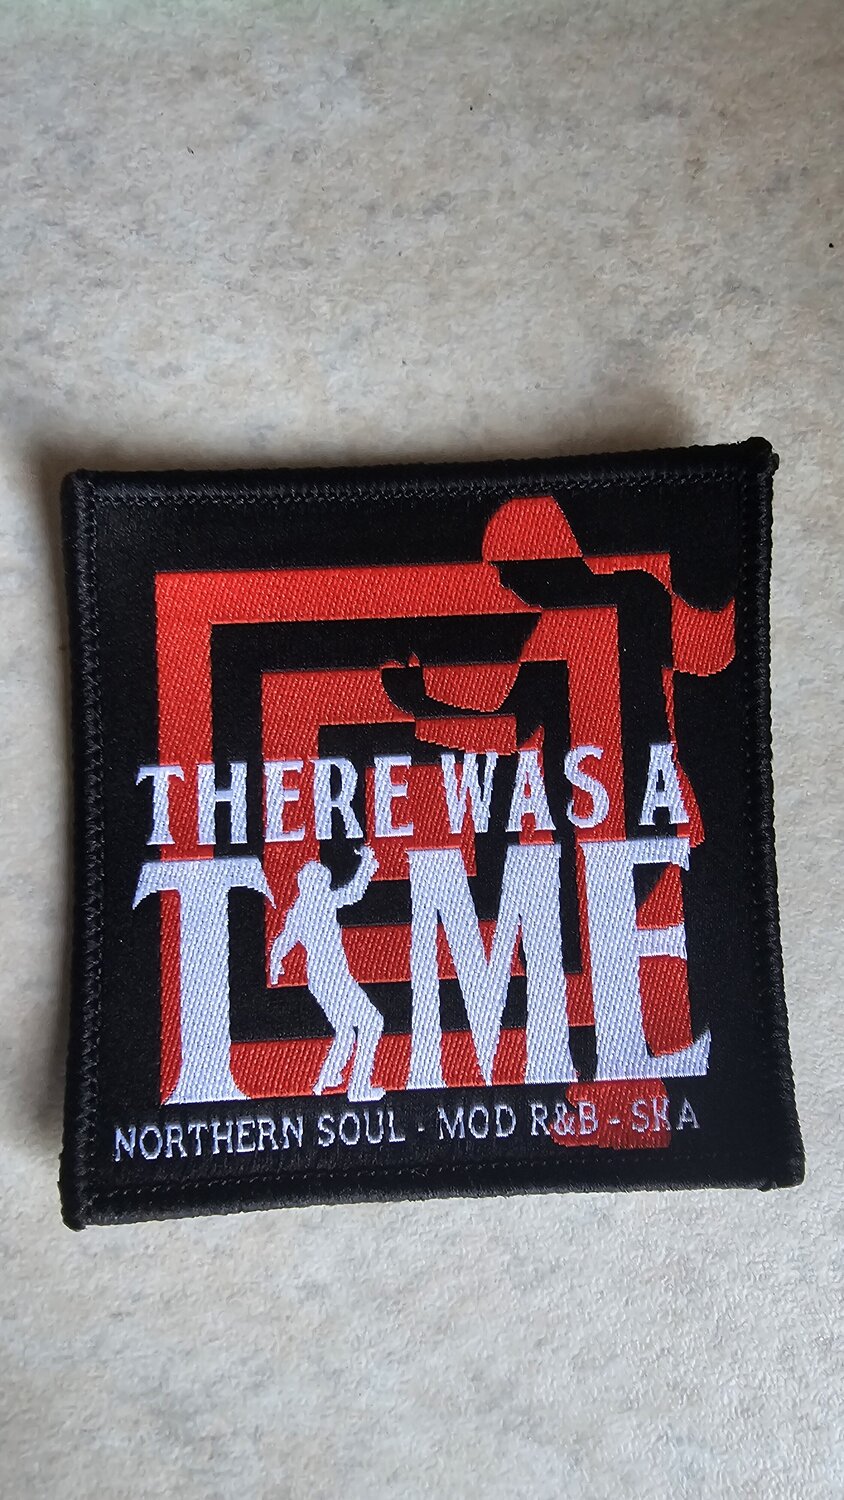 THERE WAS A
TIME
NORTHERN SOUL - MOD R&B - SKA